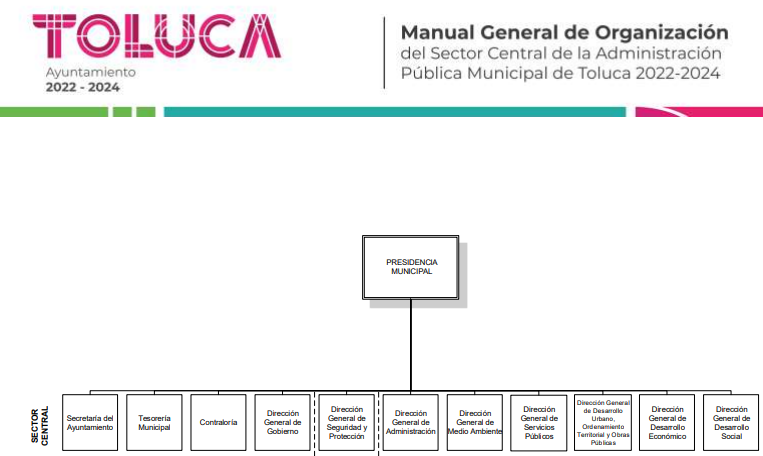 TOLUCA
Ayuntamiento
2022 - 2024
Manual General de Organización
del Sector Central de la Administración
Pública Municipal de Toluca 2022-2024
PRESIDENCIA
MUNICIPAL
SECTOR
CENTRAL
Secretaría del
Ayuntamiento
Tesorería
Municipal
Contraloría
Dirección
General de
Gobierno
Dirección
General de
Seguridad y
Protección
Dirección
General de
Administración
Dirección
General de
Medio Ambiente
Dirección
General de
Servicios
Públicos
Dirección General
de Desarrollo
Urbano,
Ordenamiento
Territorial y Obras
Públicas
Dirección
General de
Desarrollo
Económico
Dirección
General de
Desarrollo
Social